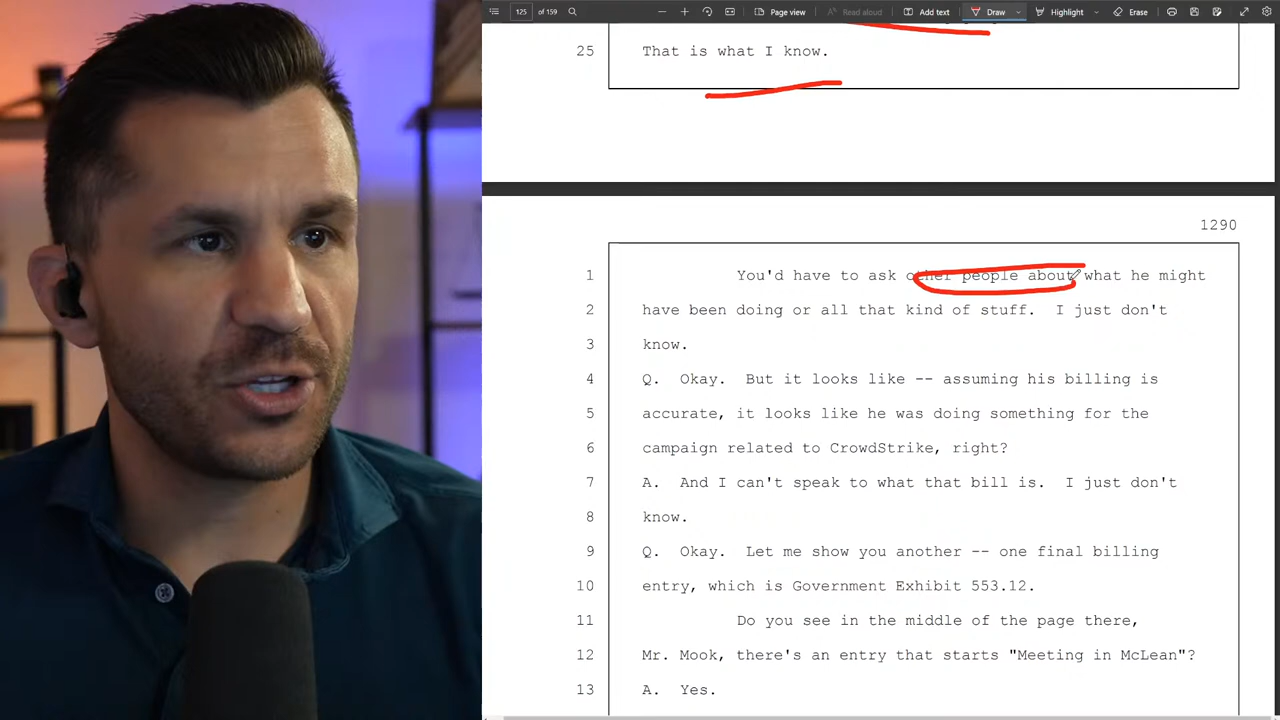 125 of 159
Page view
Read aloud
Add text
Draw
Highlight
Erase
25 That is what I know.
1290
1 You'd have to ask other people about what he might
2 have been doing or all that kind of stuff. I just don't
3 know.
4 Q. Okay. But it looks like -- assuming his billing is
5 accurate, it looks like he was doing something for the
6 campaign related to CrowdStrike, right?
7 A. And I can't speak to what that bill is. I just don't
8 know.
9 Q. Okay. Let me show you another -- one final billing
10 entry, which is Government Exhibit 553.12.
11 Do you see in the middle of the page there,
12 Mr. Mook, there's an entry that starts "Meeting in McLean"?
13 A. Yes.